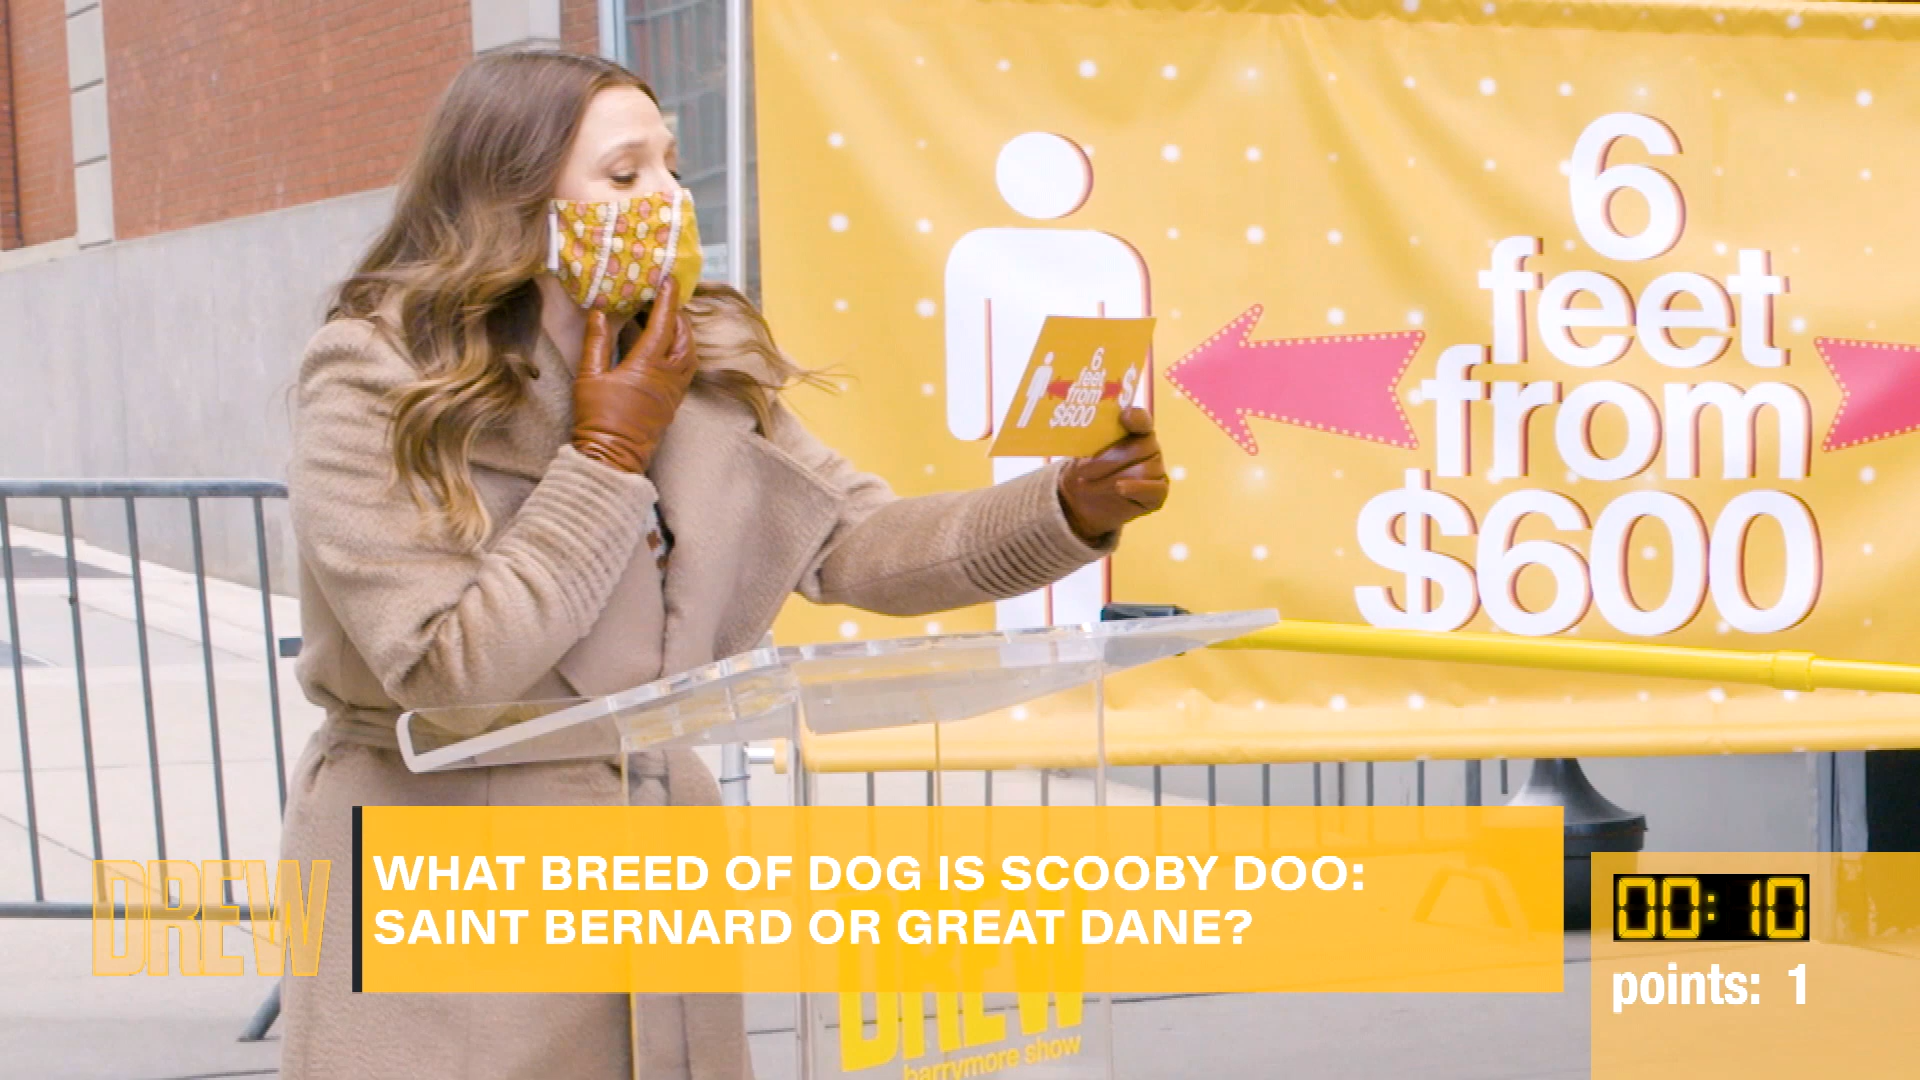 6
feet
from
$600
6
feet
from
$600
$
DREW
WHAT BREED OF DOG IS SCOOBY DOO:
SAINT BERNARD OR GREAT DANE?
00:10
points: 1
DREW
barrymore show